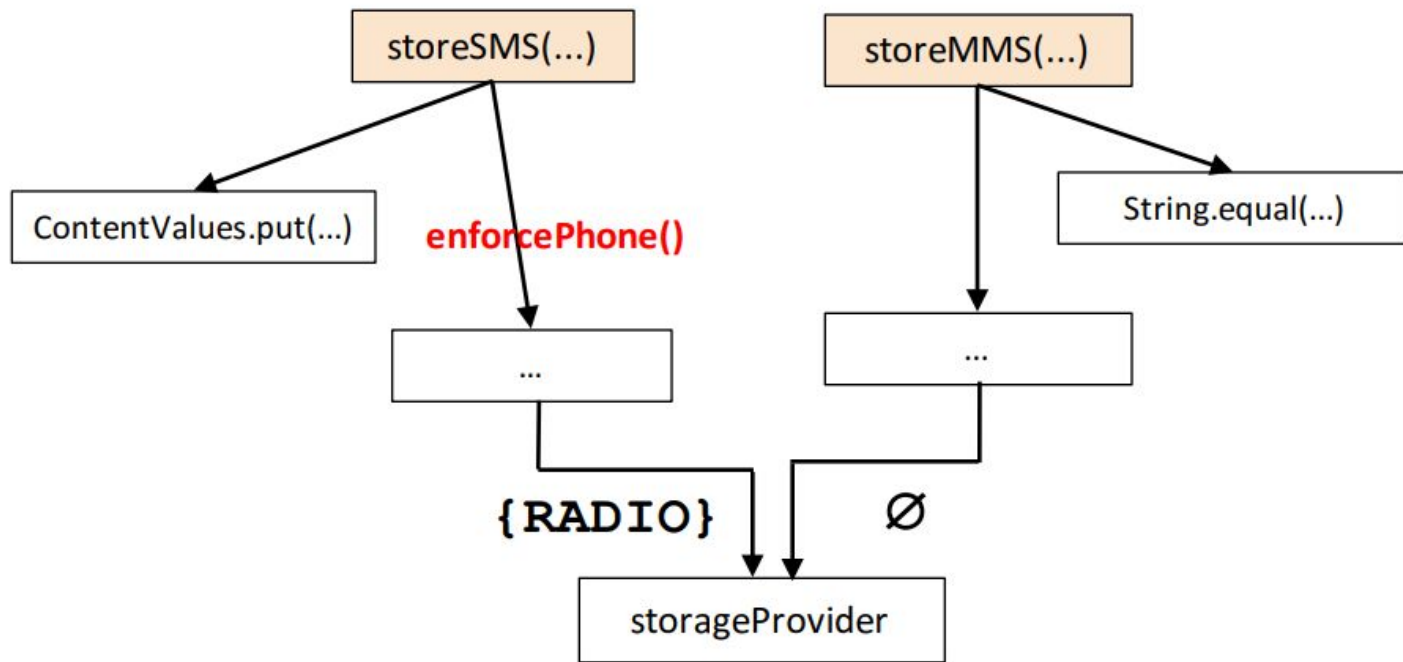 storeSMS(...)
storeMMS(...)
ContentValues.put(...)
String.equal(...)
enforcePhone()
...
...
{RADIO}
∅
storageProvider